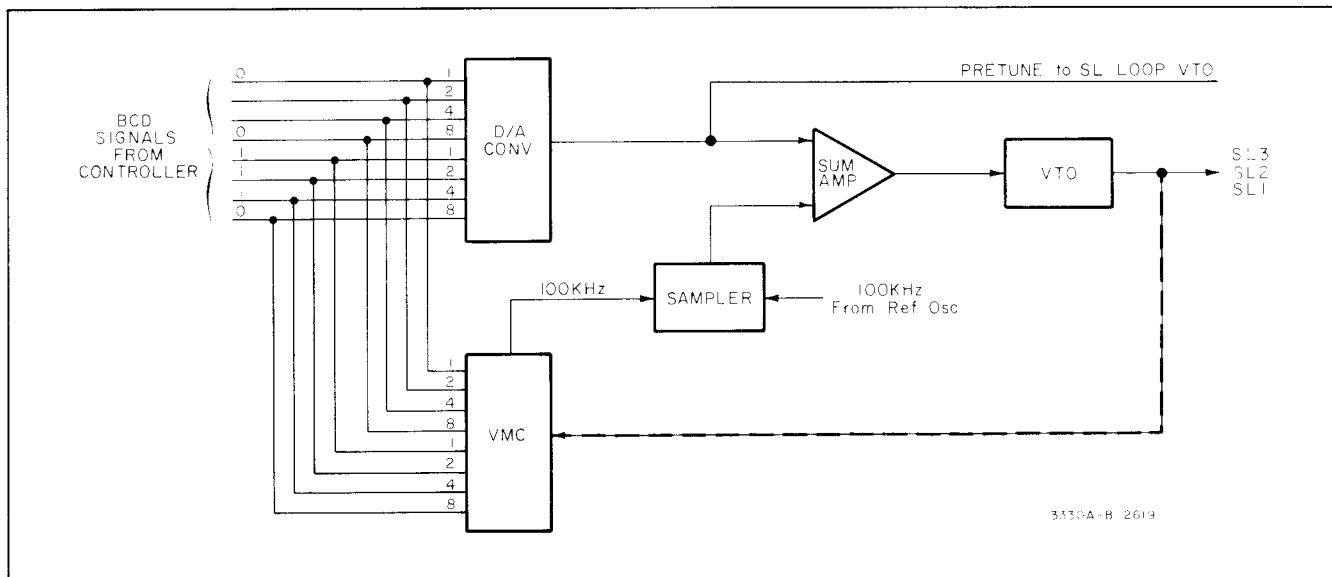 PRETUNE to SL LOOP VTO
BCD
SIGNALS
FROM
CONTROLLER
0
0
1
1
1
0
1
2
4
8
1
2
4
8
D/A
CONV
SUM
AMP
VTO
SL3
SL2
SL1
100KHz
SAMPLER
100KHz
From Ref Osc
1
2
4
8
1
2
4
8
VMC
3330A-B 2619